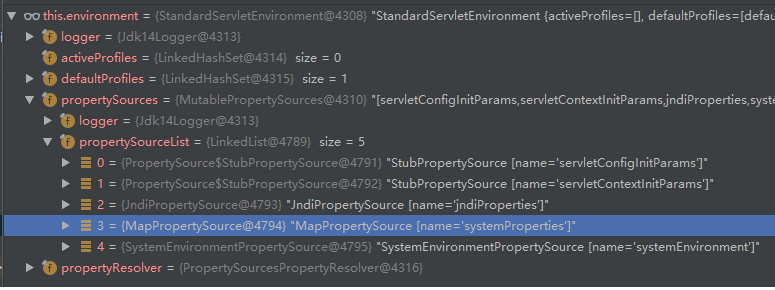 this.environment = {StandardServletEnvironment@4308} "StandardServletEnvironment {activeProfiles=[], defaultProfiles=[defau
logger = {Jdk14Logger@4313}
activeProfiles = {LinkedHashSet@4314} size = 0
defaultProfiles = {LinkedHashSet@4315} size = 1
propertySources = {MutablePropertySources@4310} "[servletConfigInitParams,servletContextInitParams,jndiProperties,syste
logger = {Jdk14Logger@4313}
propertySourceList = {LinkedList@4789} size = 5
0 = {PropertySource$StubPropertySource@4791} "StubPropertySource [name='servletConfigInitParams']"
1 = {PropertySource$StubPropertySource@4792} "StubPropertySource [name='servletContextInitParams']"
2 = {JndiPropertySource@4793} "JndiPropertySource [name='jndiProperties']"
3 = {MapPropertySource@4794} "MapPropertySource [name='systemProperties']"
4 = {SystemEnvironmentPropertySource@4795} "SystemEnvironmentPropertySource [name='systemEnvironment']"
propertyResolver = {PropertySourcesPropertyResolver@4316}